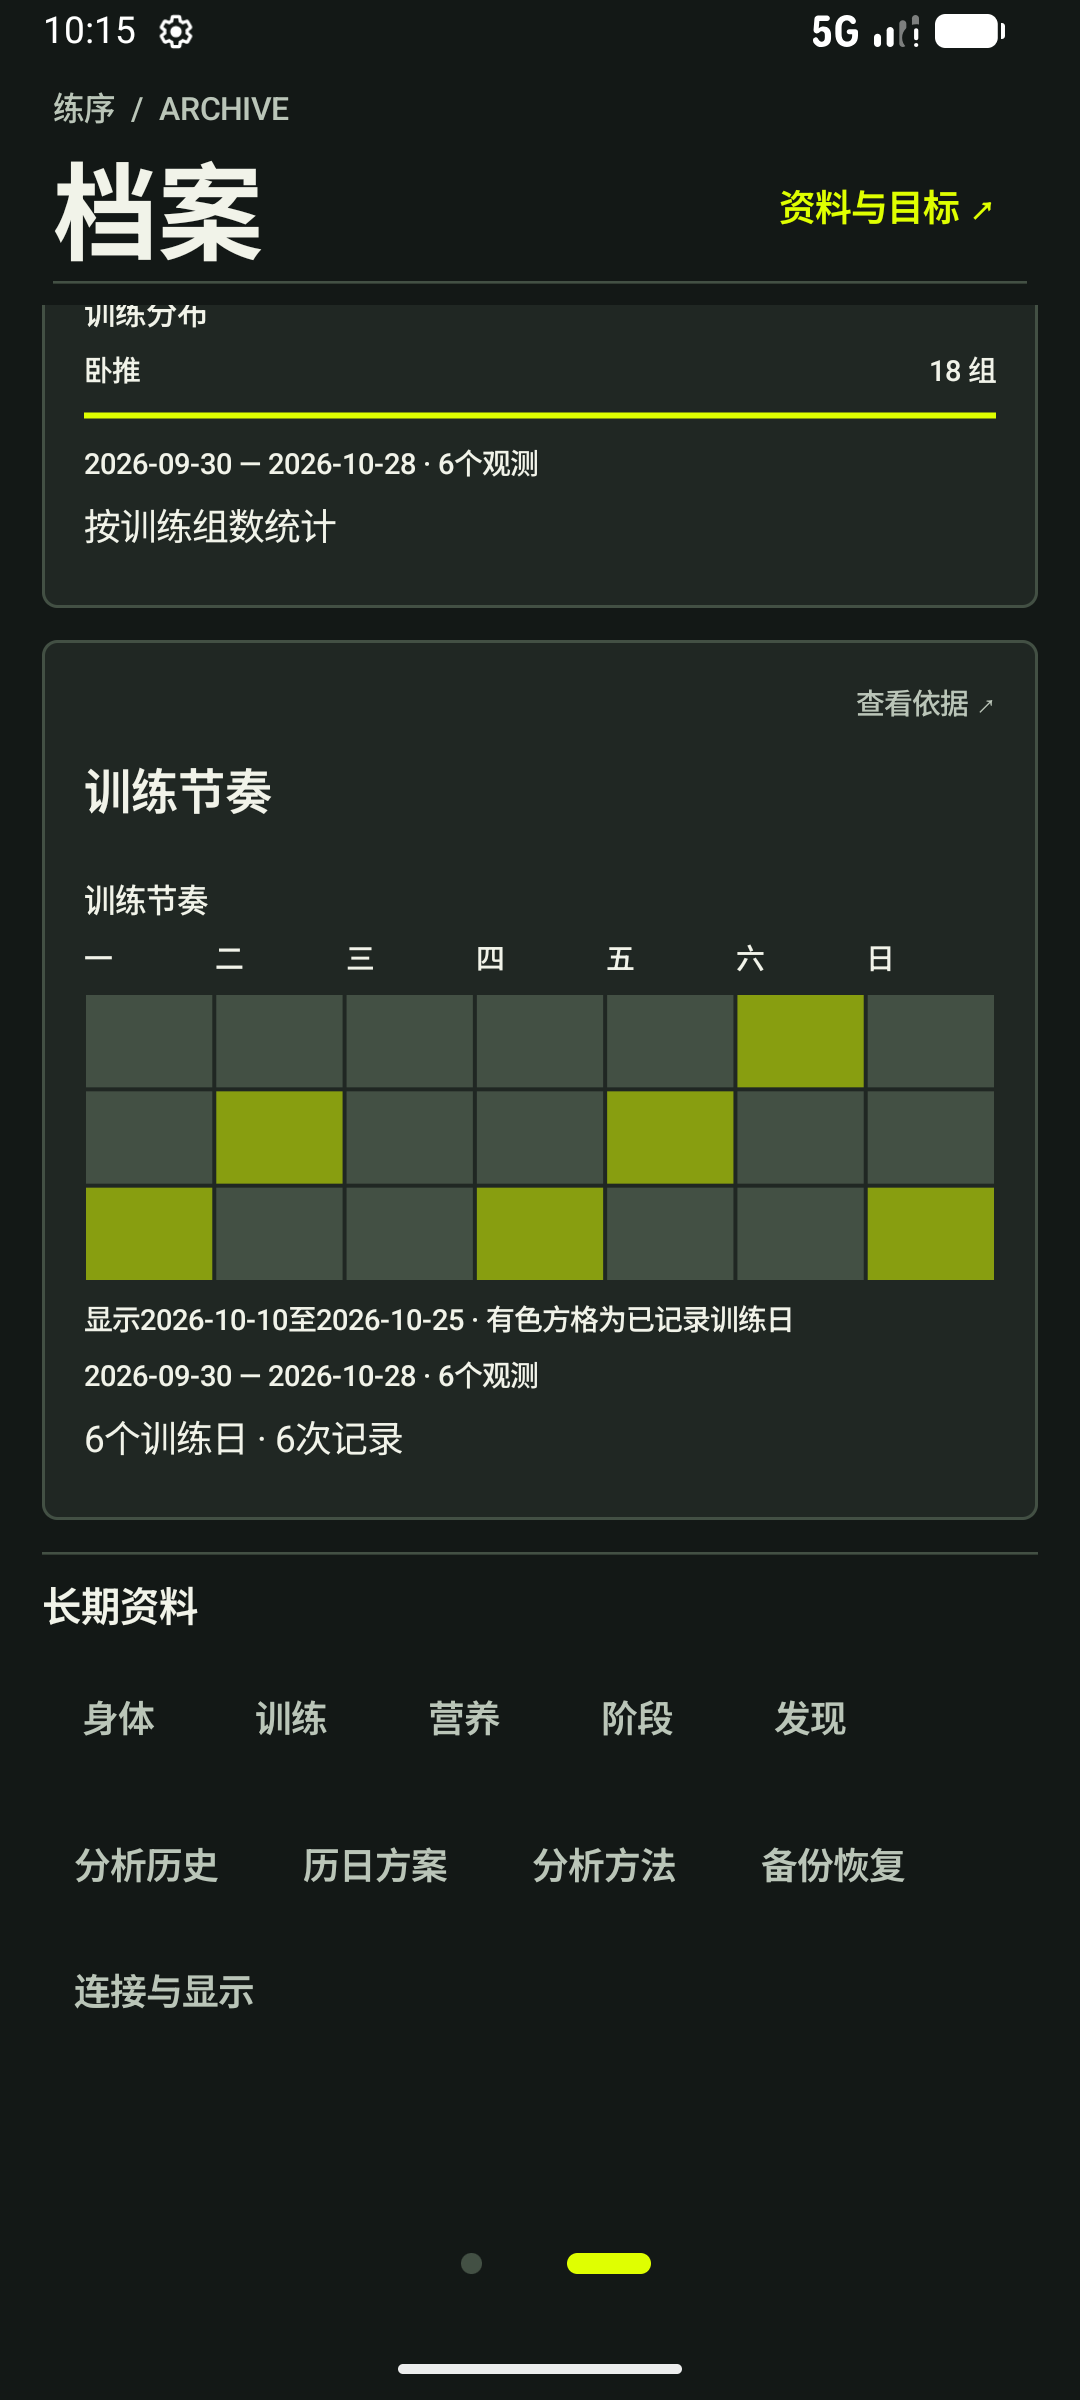 10:15
5G
练序 / ARCHIVE
档案
资料与目标 ↗
训练分布
卧推 18 组
2026-09-30 — 2026-10-28 · 6个观测
按训练组数统计
查看依据 ↗
训练节奏
训练节奏
一 二 三 四 五 六 日
显示2026-10-10至2026-10-25 · 有色方格为已记录训练日
2026-09-30 — 2026-10-28 · 6个观测
6个训练日 · 6次记录
长期资料
身体 训练 营养 阶段 发现
分析历史 历日方案 分析方法 备份恢复
连接与显示